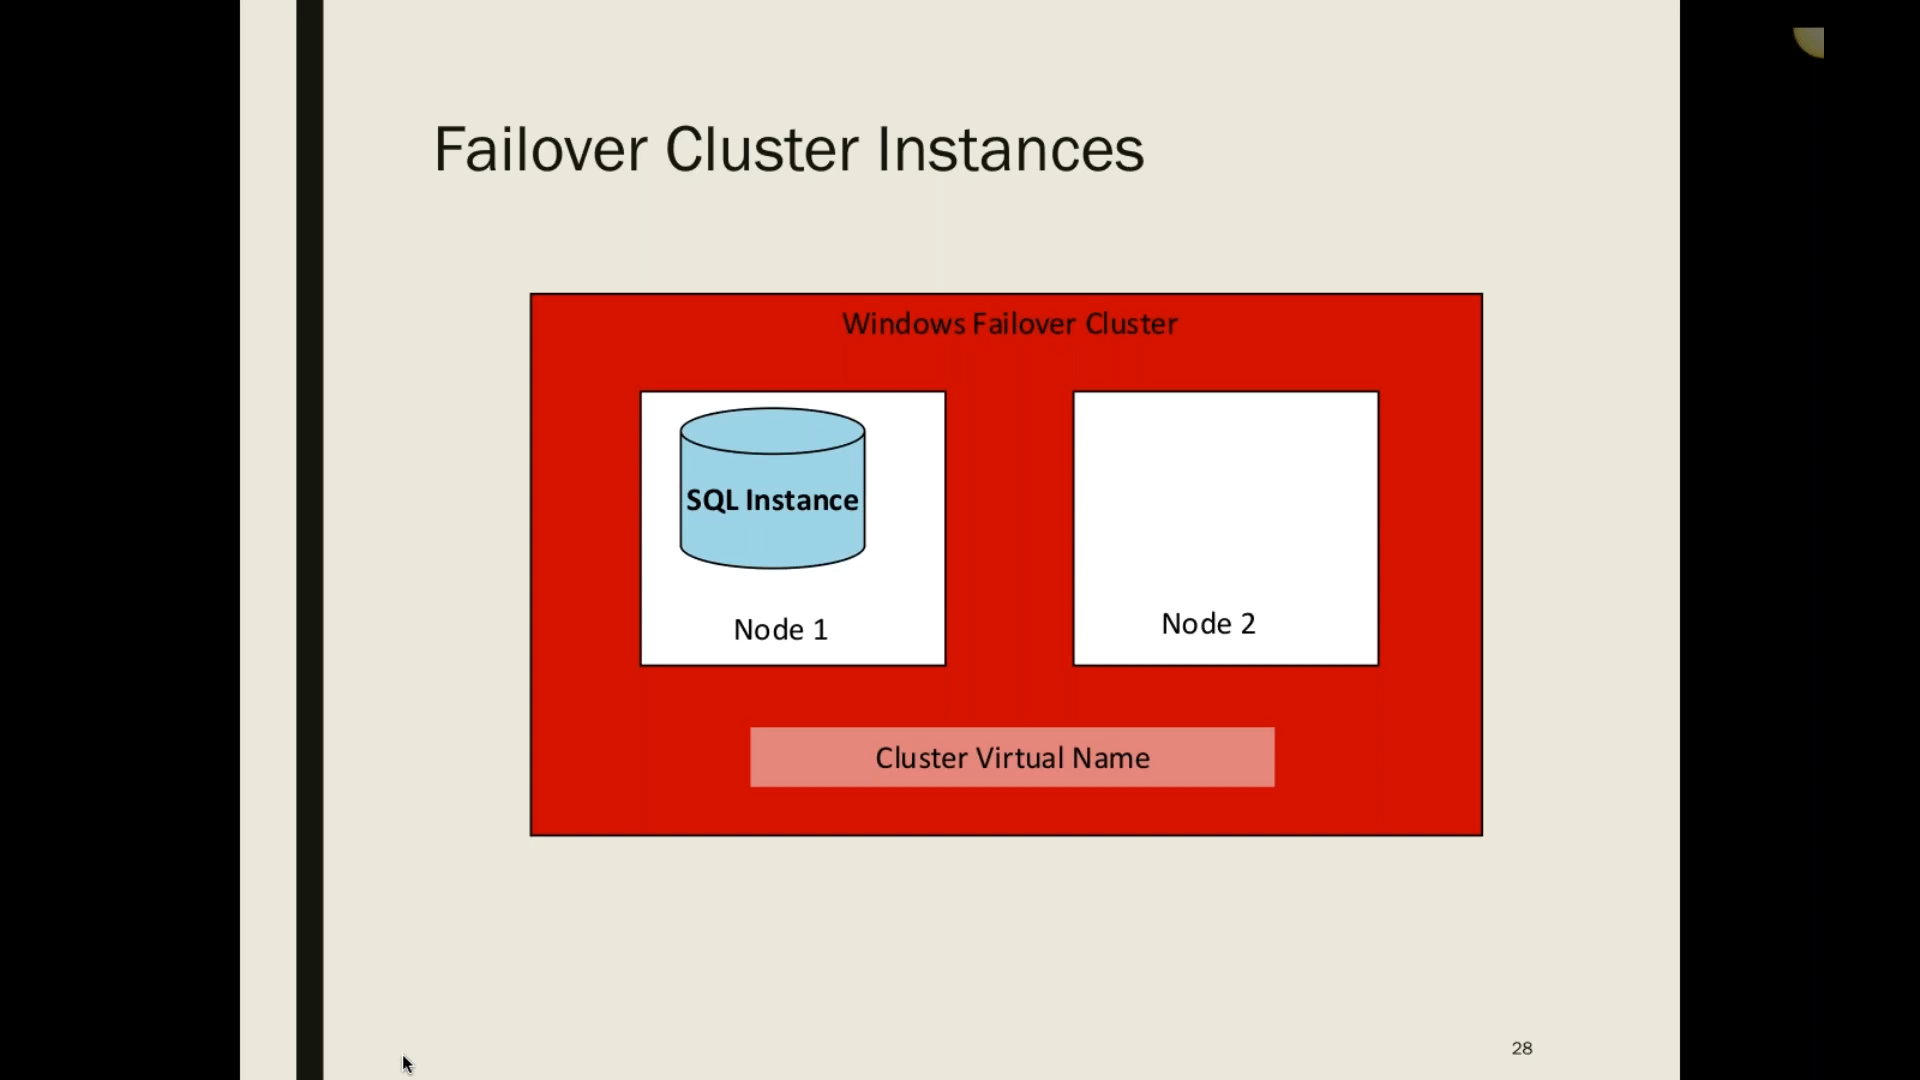 Failover Cluster Instances
Windows Failover Cluster
SQL Instance
Node 1
Node 2
Cluster Virtual Name
28